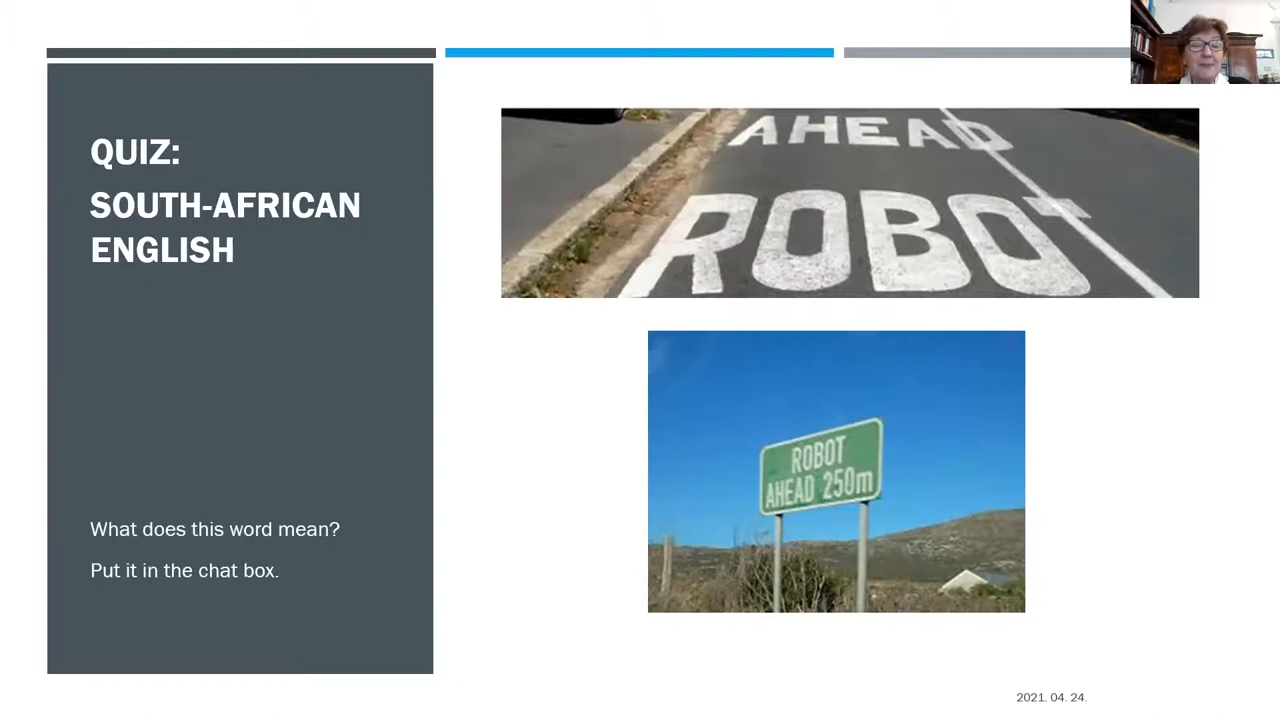 QUIZ:
SOUTH-AFRICAN
ENGLISH
What does this word mean?
Put it in the chat box.
AHEAD
ROBOT
ROBOT
AHEAD 250m
2021. 04. 24.